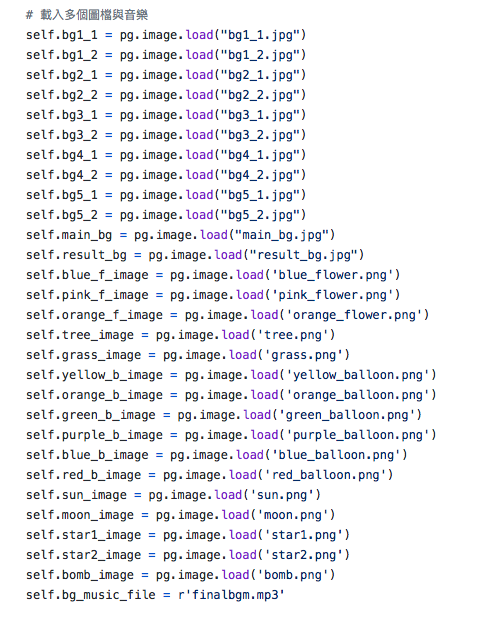 # 載入多個圖檔與音樂
self.bg1_1 = pg.image.load("bg1_1.jpg")
self.bg1_2 = pg.image.load("bg1_2.jpg")
self.bg2_1 = pg.image.load("bg2_1.jpg")
self.bg2_2 = pg.image.load("bg2_2.jpg")
self.bg3_1 = pg.image.load("bg3_1.jpg")
self.bg3_2 = pg.image.load("bg3_2.jpg")
self.bg4_1 = pg.image.load("bg4_1.jpg")
self.bg4_2 = pg.image.load("bg4_2.jpg")
self.bg5_1 = pg.image.load("bg5_1.jpg")
self.bg5_2 = pg.image.load("bg5_2.jpg")
self.main_bg = pg.image.load("main_bg.jpg")
self.result_bg = pg.image.load("result_bg.jpg")
self.blue_f_image = pg.image.load('blue_flower.png')
self.pink_f_image = pg.image.load('pink_flower.png')
self.orange_f_image = pg.image.load('orange_flower.png')
self.tree_image = pg.image.load('tree.png')
self.grass_image = pg.image.load('grass.png')
self.yellow_b_image = pg.image.load('yellow_balloon.png')
self.orange_b_image = pg.image.load('orange_balloon.png')
self.green_b_image = pg.image.load('green_balloon.png')
self.purple_b_image = pg.image.load('purple_balloon.png')
self.blue_b_image = pg.image.load('blue_balloon.png')
self.red_b_image = pg.image.load('red_balloon.png')
self.sun_image = pg.image.load('sun.png')
self.moon_image = pg.image.load('moon.png')
self.star1_image = pg.image.load('star1.png')
self.star2_image = pg.image.load('star2.png')
self.bomb_image = pg.image.load('bomb.png')
self.bg_music_file = r'finalbgm.mp3'